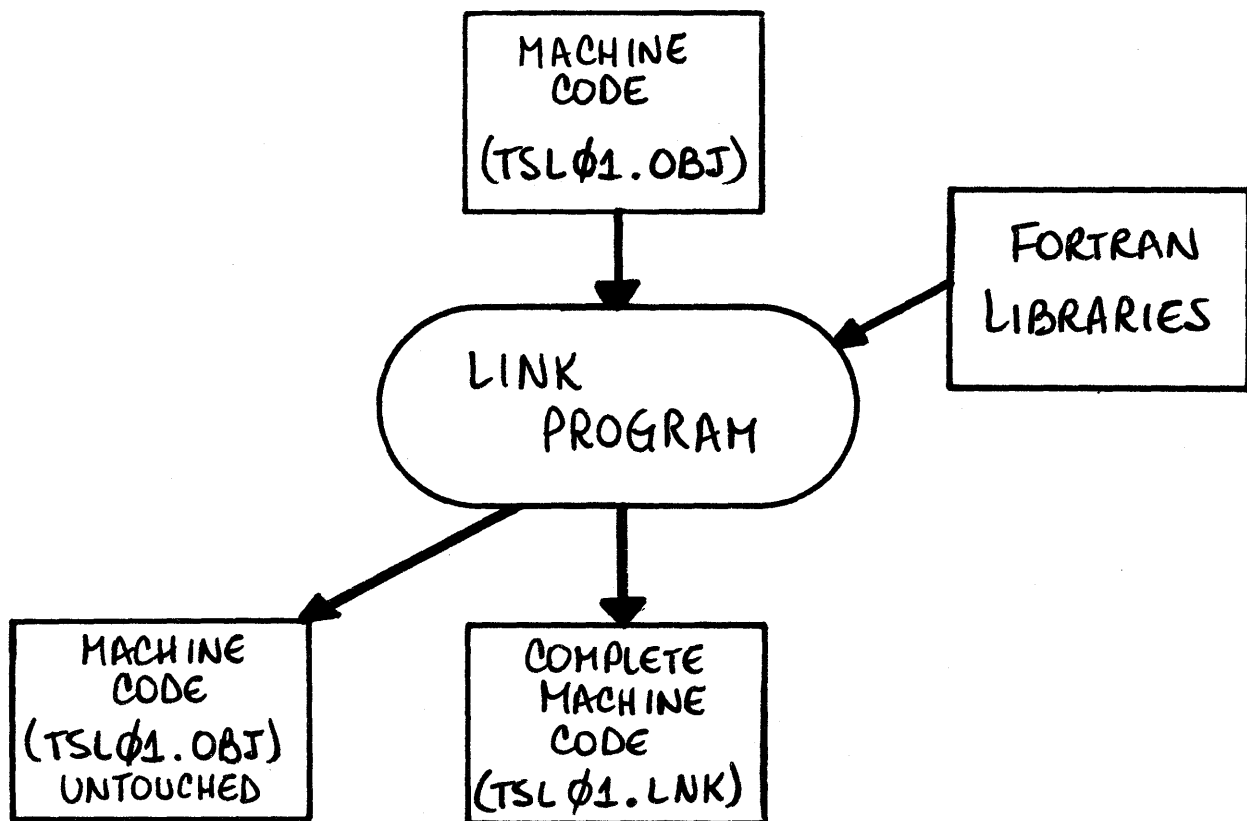 MACHINE
CODE
(TSLØ1.OBJ)
FORTRAN
LIBRARIES
LINK
PROGRAM
MACHINE
CODE
(TSLØ1.OBJ)
UNTOUCHED
COMPLETE
MACHINE
CODE
(TSLØ1.LNK)